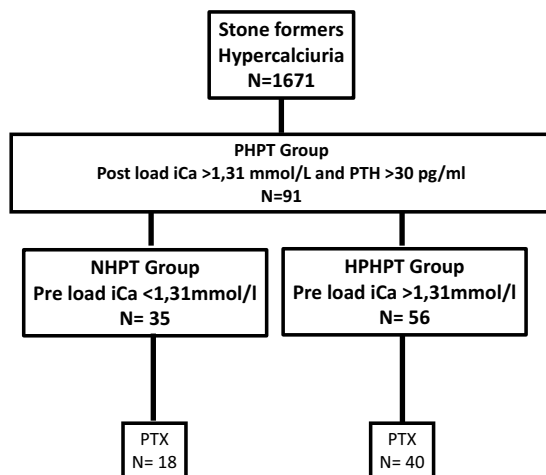 Stone formers
Hypercalciuria
N=1671
PHPT Group
Post load iCa >1,31 mmol/L and PTH >30 pg/ml
N=91
NHPT Group
Pre load iCa <1,31mmol/l
N= 35
HPHPT Group
Pre load iCa >1,31mmol/l
N= 56
PTX
N= 18
PTX
N= 40